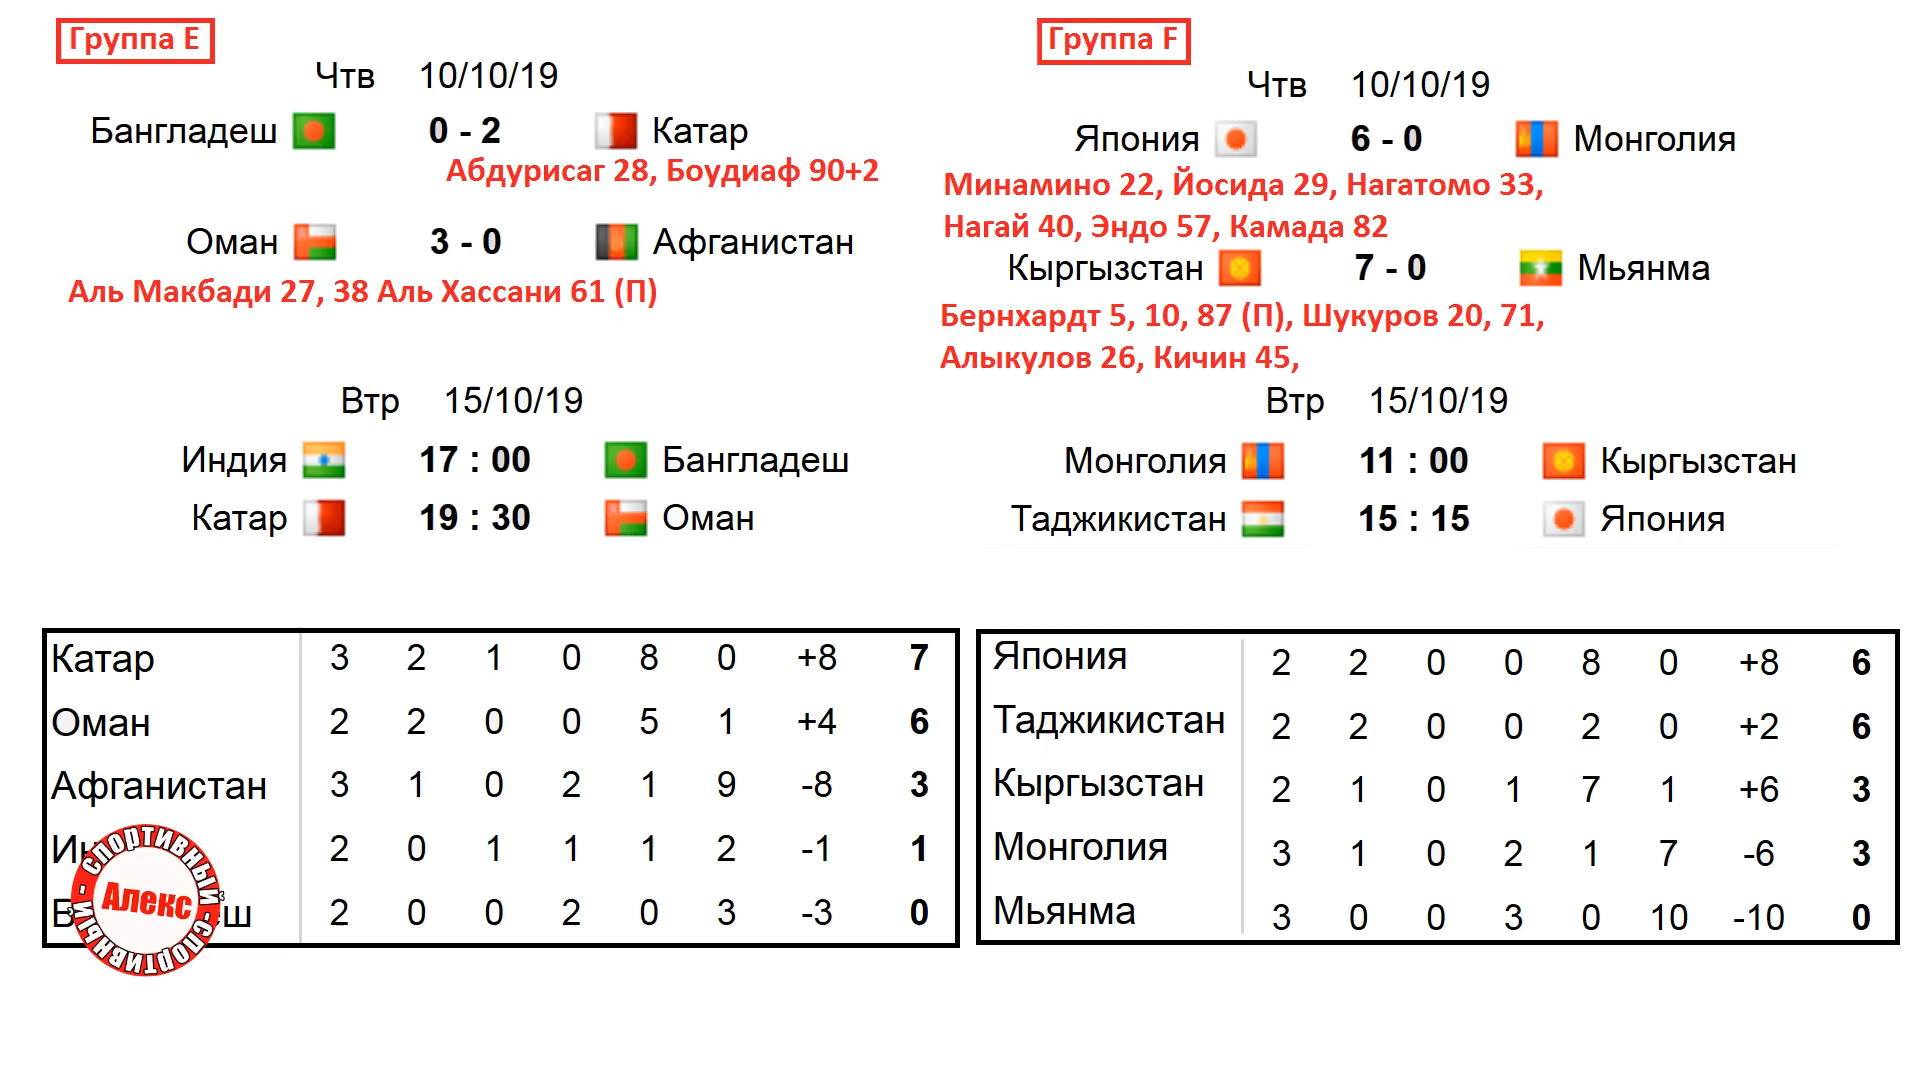 Группа E
Чтв 10/10/19
Бангладеш 0 - 2 Катар
Абдурисаг 28, Боудиаф 90+2
Оман 3 - 0 Афганистан
Аль Макбади 27, 38 Аль Хассани 61 (П)
Втр 15/10/19
Индия 17 : 00 Бангладеш
Катар 19 : 30 Оман
Катар 3 2 1 0 8 0 +8 7
Оман 2 2 0 0 5 1 +4 6
Афганистан 3 1 0 2 1 9 -8 3
2 0 1 1 1 2 -1 1
2 0 0 2 0 3 -3 0
Группа F
Чтв 10/10/19
Япония 6 - 0 Монголия
Минамино 22, Йосида 29, Нагатомо 33,
Нагай 40, Эндо 57, Камада 82
Кыргызстан 7 - 0 Мьянма
Бернхардт 5, 10, 87 (П), Шукуров 20, 71,
Алыкулов 26, Кичин 45,
Втр 15/10/19
Монголия 11 : 00 Кыргызстан
Таджикистан 15 : 15 Япония
Япония 2 2 0 0 8 0 +8 6
Таджикистан 2 2 0 0 2 0 +2 6
Кыргызстан 2 1 0 1 7 1 +6 3
Монголия 3 1 0 2 1 7 -6 3
Мьянма 3 0 0 3 0 10 -10 0
СПОРТИВНЫЙ - СПОРТИВНЫЙ -
Алекс